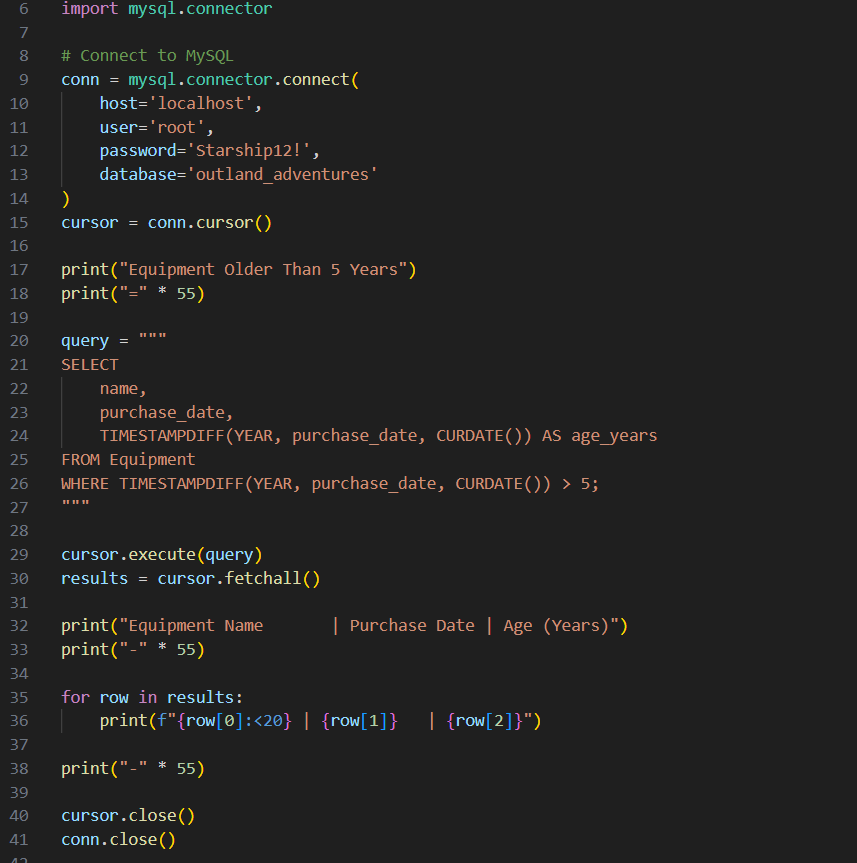 6 import mysql.connector
7
8 # Connect to MySQL
9 conn = mysql.connector.connect(
10     host='localhost',
11     user='root',
12     password='Starship12!',
13     database='outland_adventures'
14 )
15 cursor = conn.cursor()
16
17 print("Equipment Older Than 5 Years")
18 print("=" * 55)
19
20 query = """
21 SELECT
22     name,
23     purchase_date,
24     TIMESTAMPDIFF(YEAR, purchase_date, CURDATE()) AS age_years
25 FROM Equipment
26 WHERE TIMESTAMPDIFF(YEAR, purchase_date, CURDATE()) > 5;
27 """
28
29 cursor.execute(query)
30 results = cursor.fetchall()
31
32 print("Equipment Name       | Purchase Date | Age (Years)")
33 print("-" * 55)
34
35 for row in results:
36     print(f"{row[0]:<20} | {row[1]}   | {row[2]}")
37
38 print("-" * 55)
39
40 cursor.close()
41 conn.close()
42